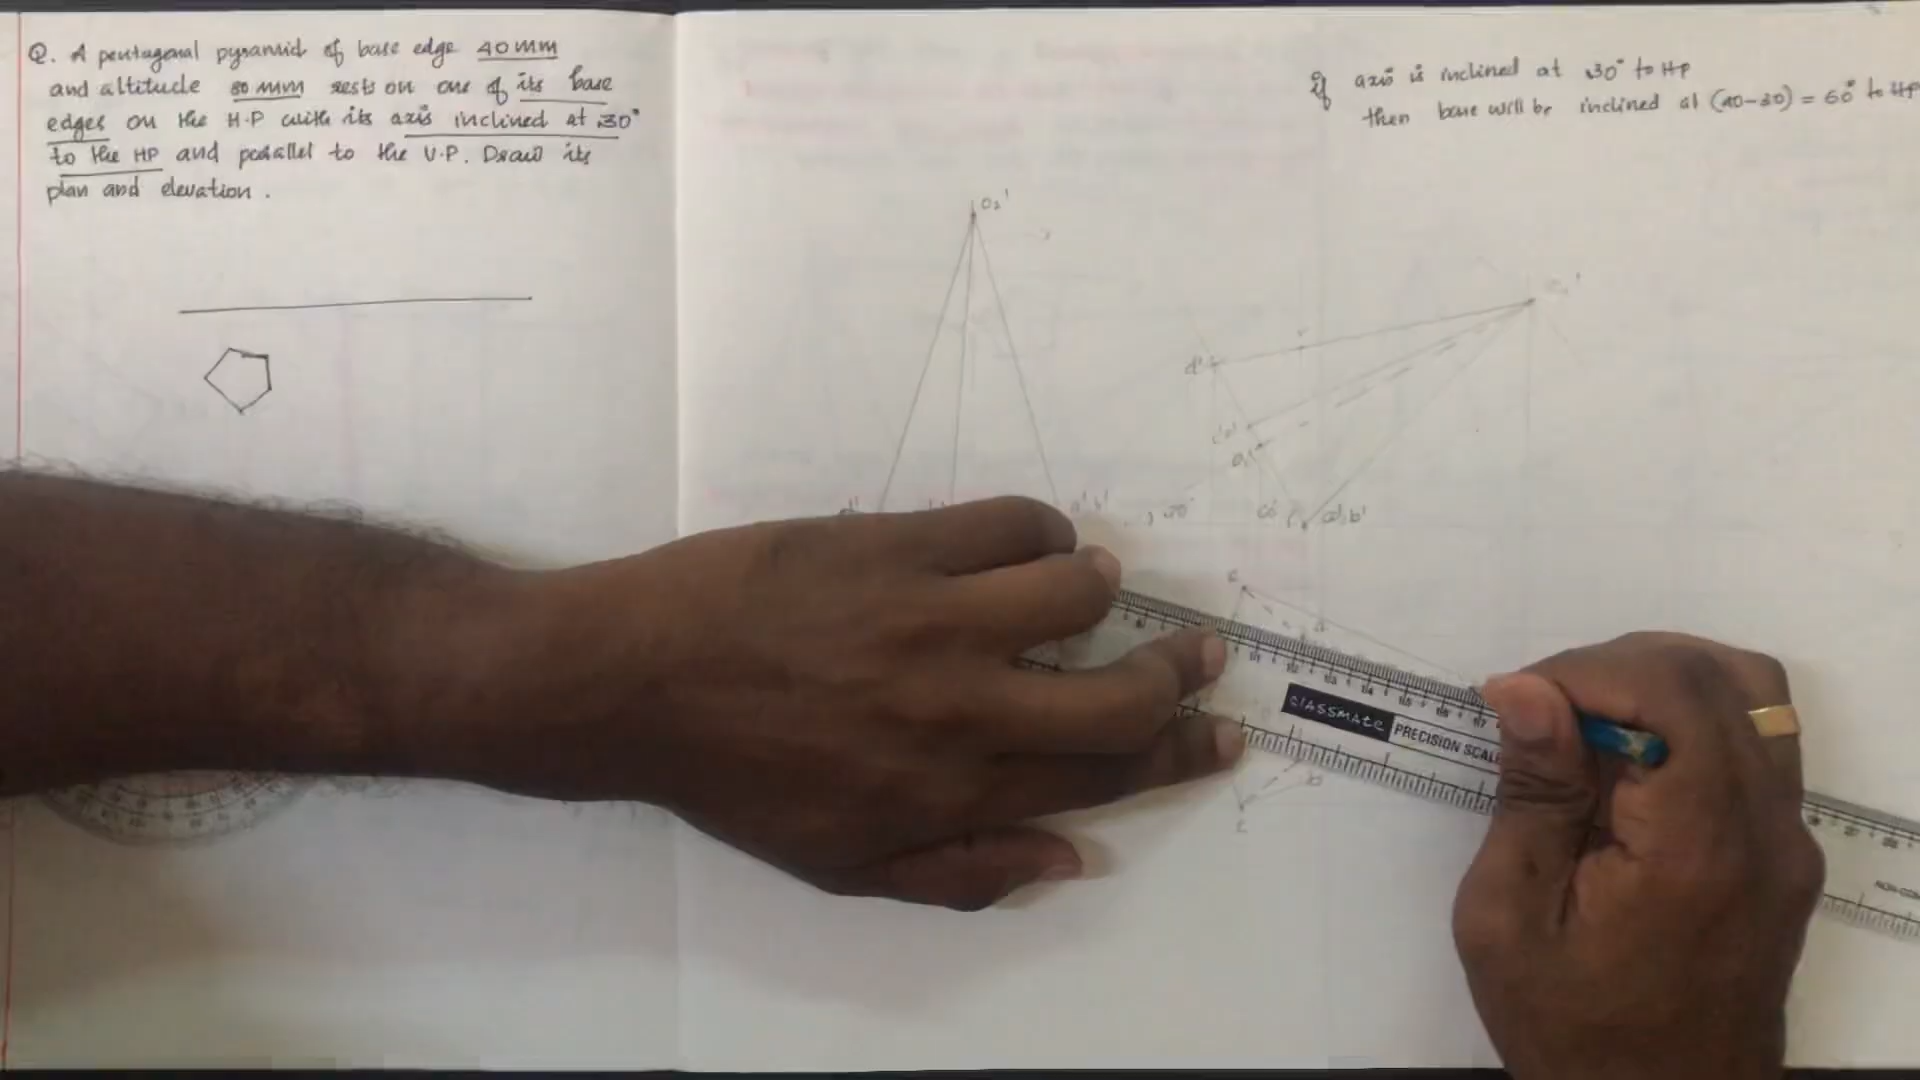 Q. A pentagonal pyramid of base edge 40mm
and altitude 80 mm rests on one of its base
edges on the H.P with its axis inclined at 30°
to the HP and parallel to the V.P. Draw its
plan and elevation.
if axis is inclined at 30° to HP
then base will be inclined at (90-30) = 60° to HP
O₂'
d'
a'b'
30°
60
a',b'
a
b
c
CLASSMATE PRECISION SCALE